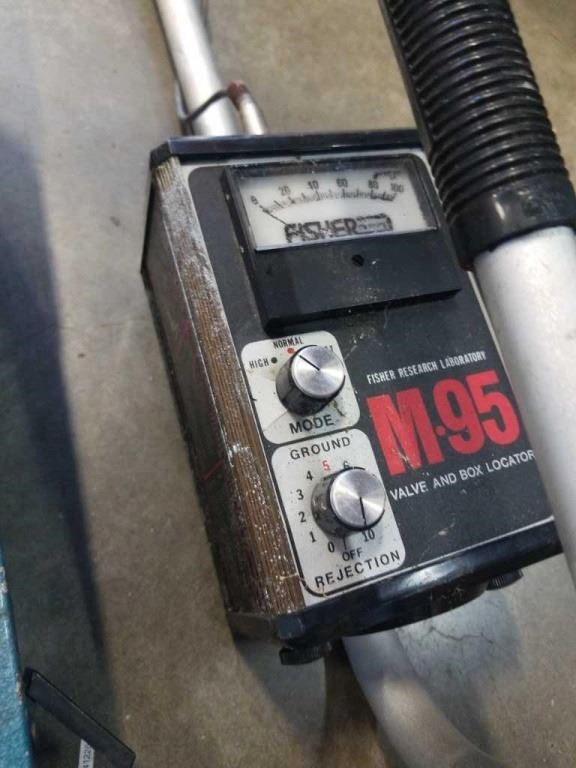 0 20 40 60 80 100
FISHER
NORMAL
HIGH
MODE
FISHER RESEARCH LABORATORY
M·95
VALVE AND BOX LOCATOR
GROUND
4 5 6
3
2
1
0 10
OFF
REJECTION